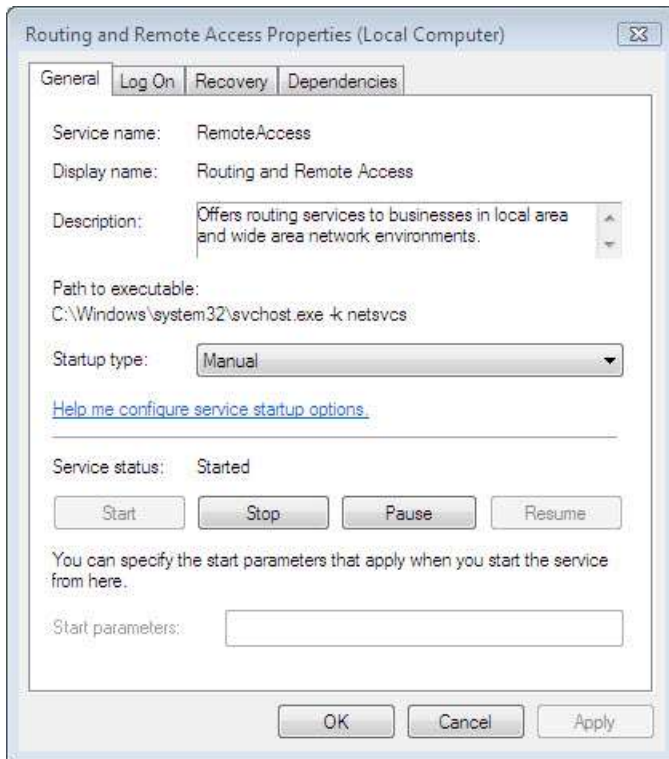 Routing and Remote Access Properties (Local Computer)
General Log On Recovery Dependencies
Service name: RemoteAccess
Display name: Routing and Remote Access
Description: Offers routing services to businesses in local area
and wide area network environments.
Path to executable:
C:\Windows\system32\svchost.exe -k netsvcs
Startup type: Manual
Help me configure service startup options.
Service status: Started
Start Stop Pause Resume
You can specify the start parameters that apply when you start the service
from here.
Start parameters:
OK Cancel Apply